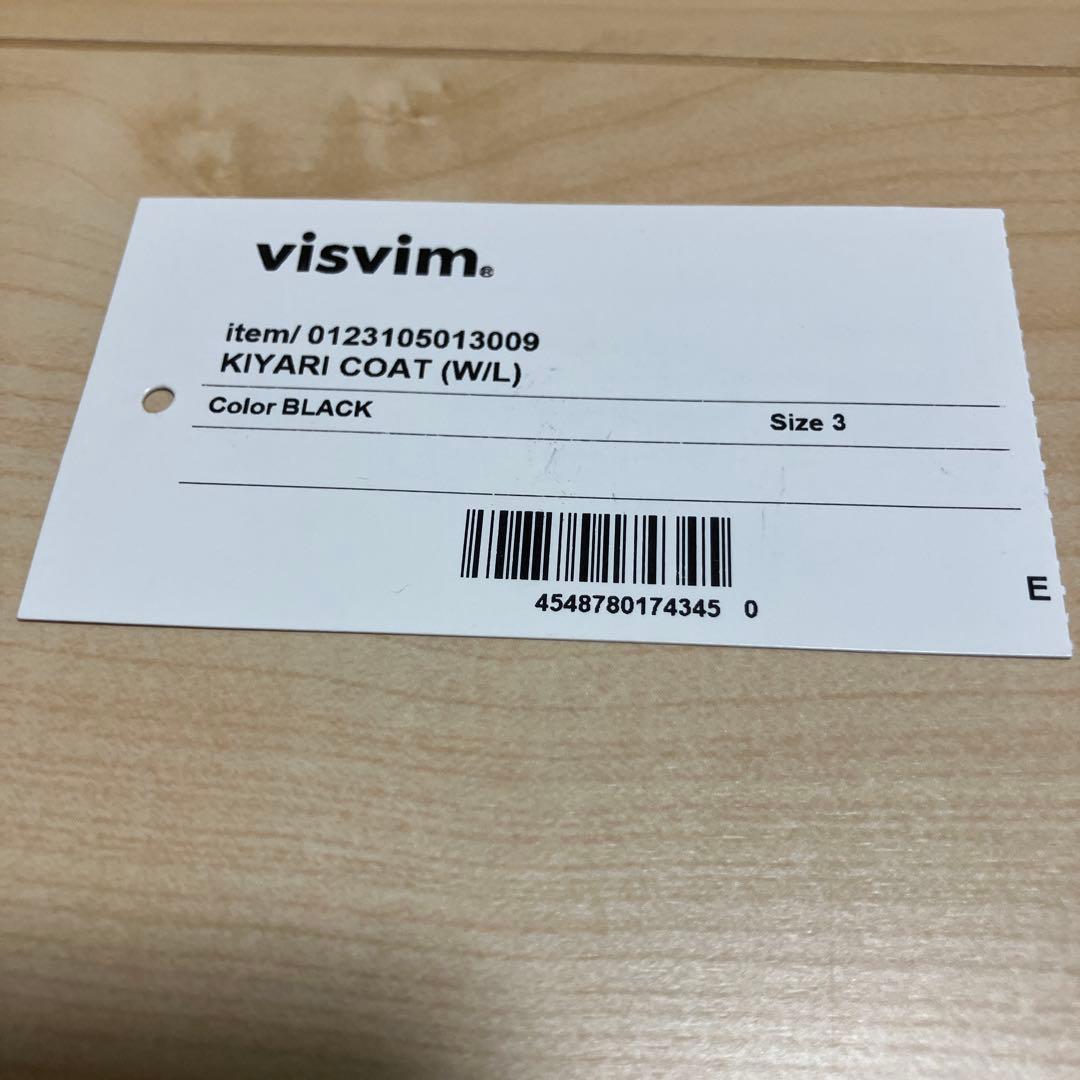 visvim®
item/ 0123105013009
KIYARI COAT (W/L)
Color BLACK Size 3
4548780174345 0
E